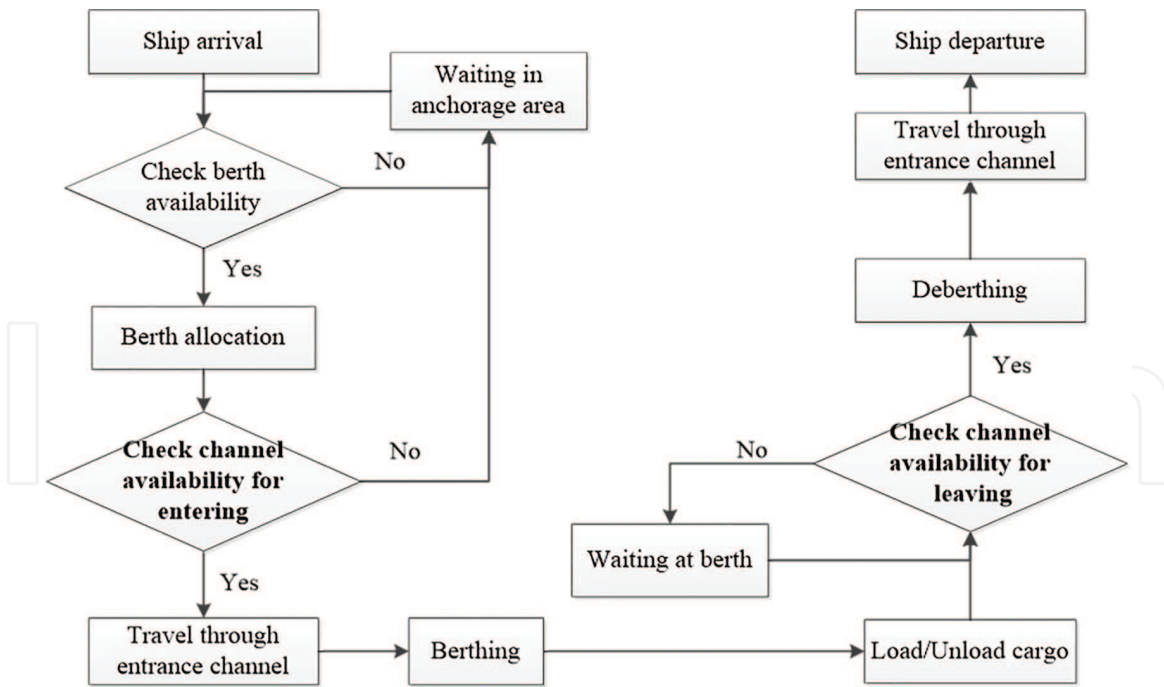 Ship arrival
Waiting in
anchorage area
Check berth
availability
No
Yes
Berth allocation
Check channel
availability for
entering
No
Yes
Travel through
entrance channel
Berthing
Load/Unload cargo
Waiting at berth
No
Check channel
availability for
leaving
Yes
Deberthing
Travel through
entrance channel
Ship departure